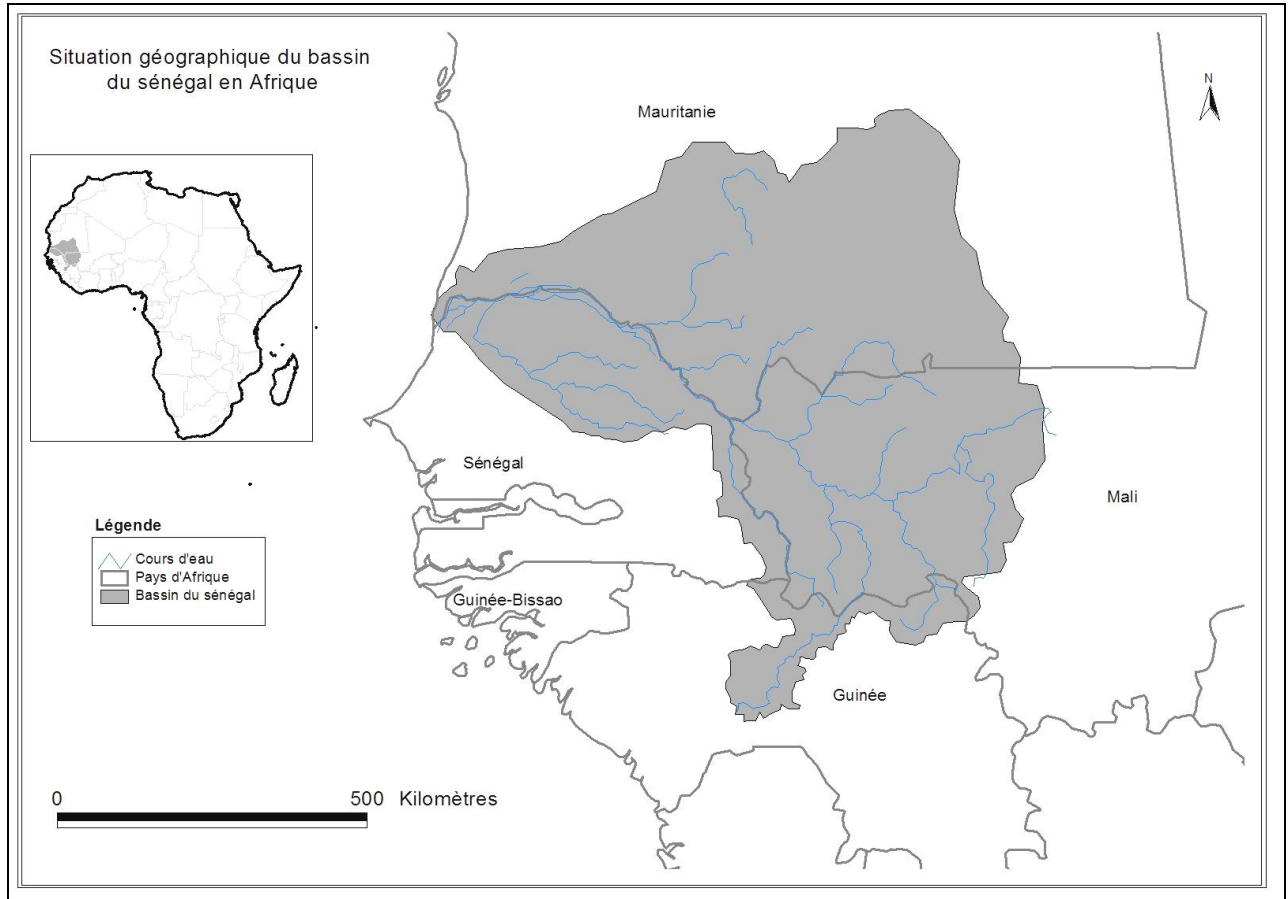 Situation géographique du bassin
du sénégal en Afrique
N
Mauritanie
Sénégal
Mali
Légende
Cours d'eau
Pays d'Afrique
Bassin du sénégal
Guinée-Bissao
Guinée
0 500 Kilomètres